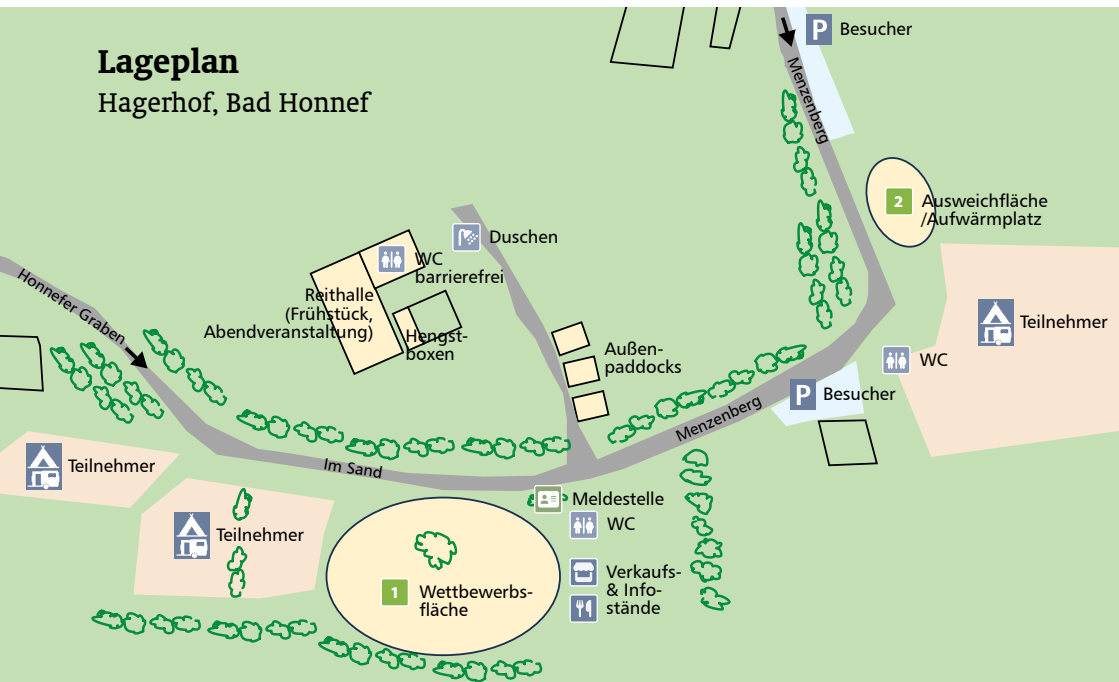 Lageplan
Hagerhof, Bad Honnef
P Besucher
Menzenberg
2 Ausweichfläche
/Aufwärmplatz
Duschen
WC
barrierefrei
Reithalle
(Frühstück,
Abendveranstaltung)
Hengst-
boxen
Honnefer Graben
Außen-
paddocks
Teilnehmer
WC
P Besucher
Menzenberg
Im Sand
Teilnehmer
Teilnehmer
Meldestelle
WC
Verkaufs-
& Info-
stände
1 Wettbewerbs-
fläche